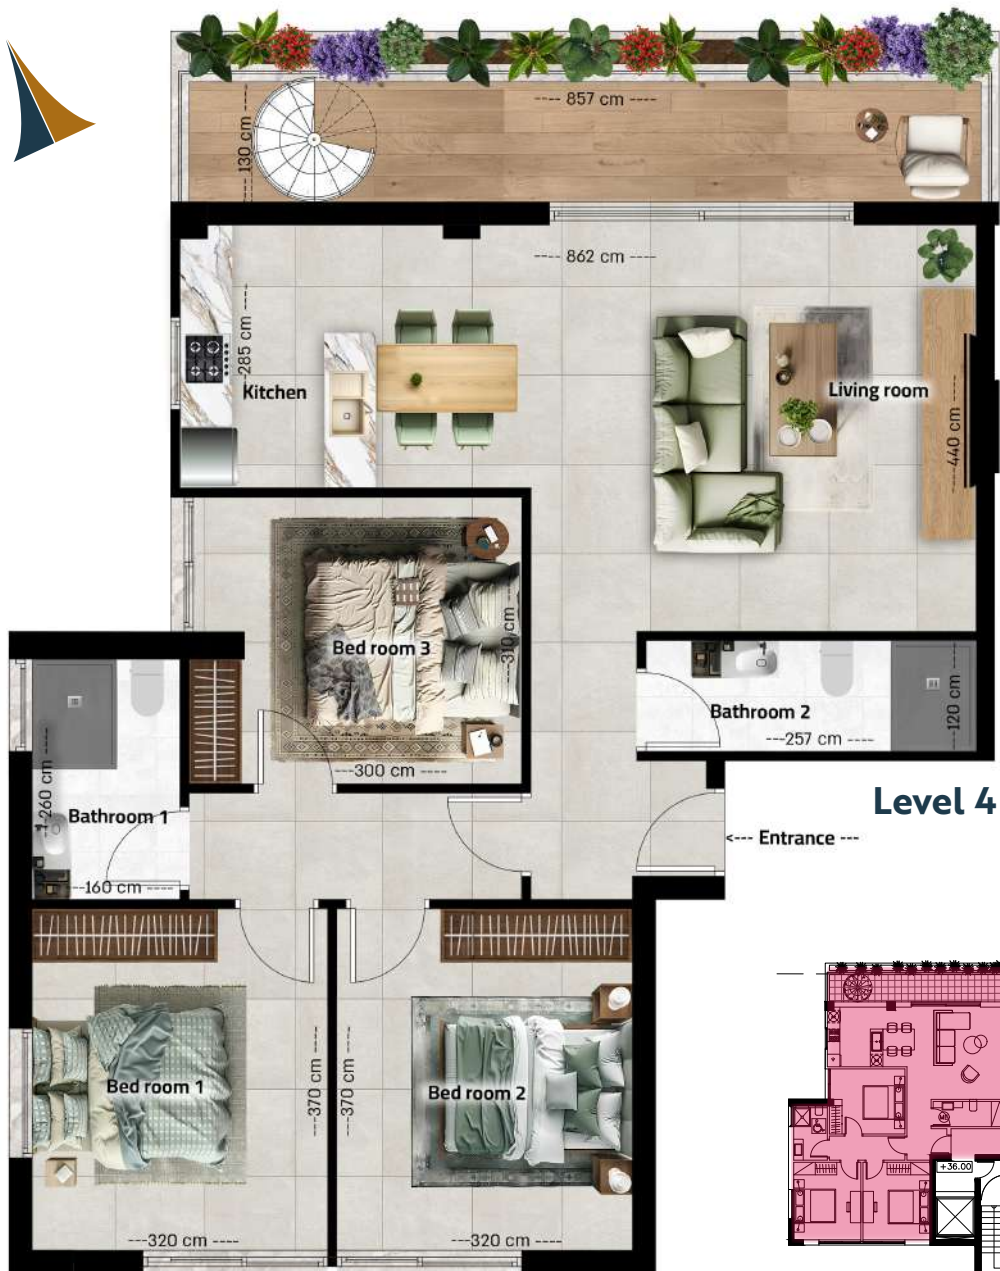 857 cm
130 cm
862 cm
285 cm
Kitchen
Living room
440 cm
Bed room 3
310 cm
300 cm
Bathroom 2
120 cm
257 cm
Level 4
Entrance
260 cm
Bathroom 1
160 cm
Bed room 1
370 cm
370 cm
Bed room 2
320 cm
320 cm
+36.00